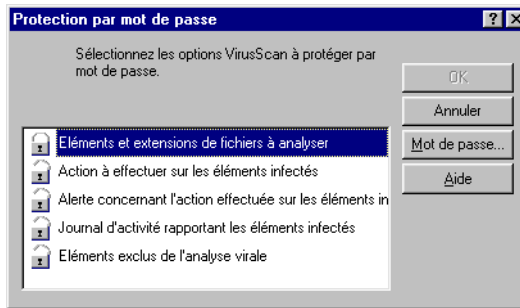 Protection par mot de passe
Sélectionnez les options VirusScan à protéger par
mot de passe.
OK
Annuler
Mot de passe...
Aide
Eléments et extensions de fichiers à analyser
Action à effectuer sur les éléments infectés
Alerte concernant l'action effectuée sur les éléments in
Journal d'activité rapportant les éléments infectés
Eléments exclus de l'analyse virale